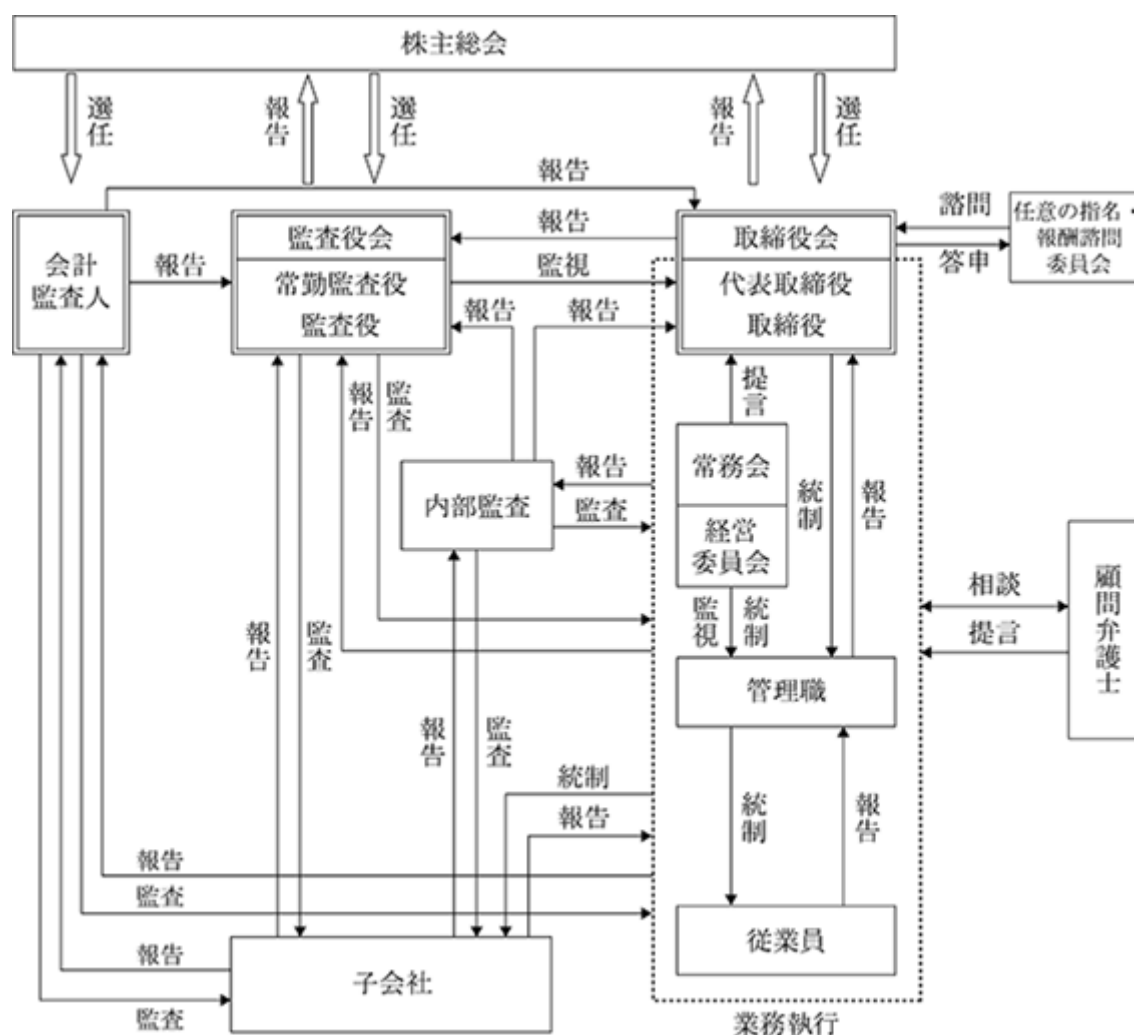 株主総会
選任
報告
選任
報告
選任
報告
会計
監査人
報告
監査役会
常勤監査役
監査役
報告
監視
取締役会
代表取締役
取締役
諮問
答申
任意の指名・
報酬諮問
委員会
報告
報告
報告
監査
提言
常務会
経営
委員会
統制
報告
内部監査
報告
監査
監視
統制
相談
提言
顧問弁護士
報告
監査
管理職
報告
監査
統制
報告
統制
報告
報告
監査
従業員
報告
監査
子会社
業務執行